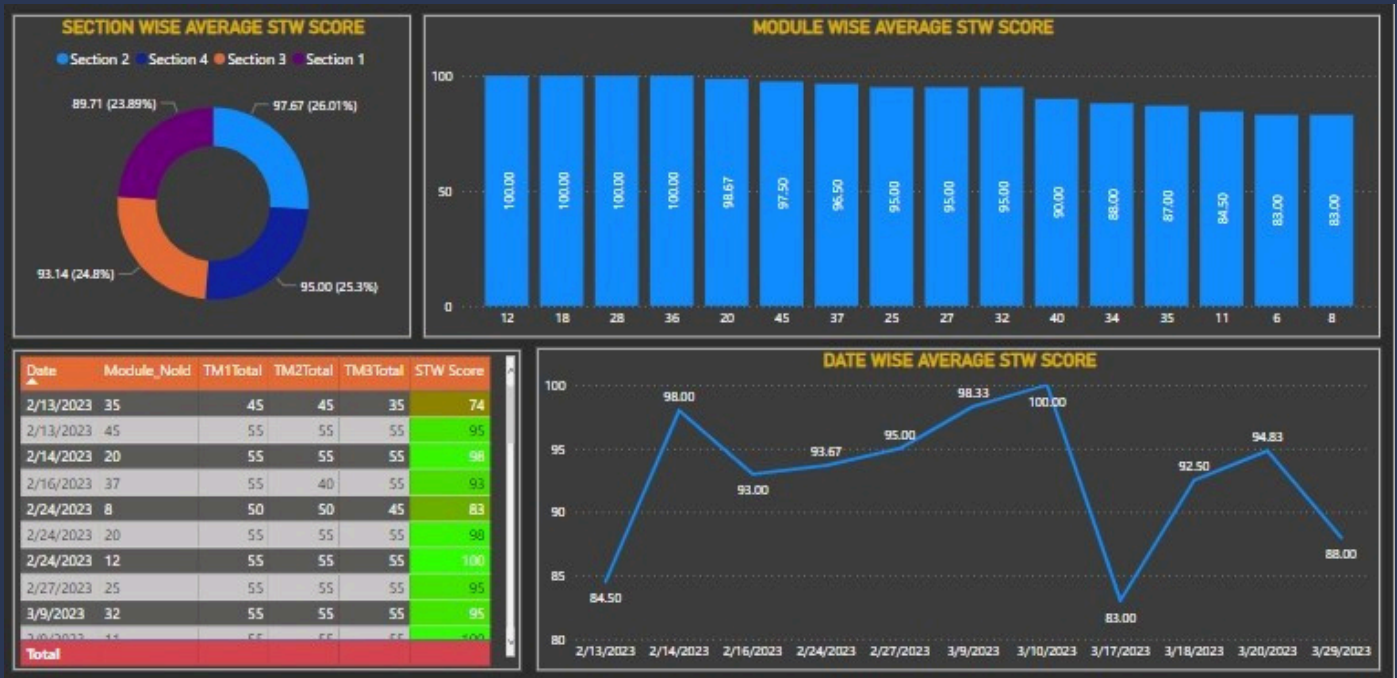 SECTION WISE AVERAGE STW SCORE
Section 2 Section 4 Section 3 Section 1
89.71 (23.89%)
97.67 (26.01%)
93.14 (24.8%)
95.00 (25.3%)
MODULE WISE AVERAGE STW SCORE
100
50
0
100.00 100.00 100.00 100.00 98.67 97.50 96.50 95.00 95.00 95.00 90.00 88.00 87.00 84.50 83.00 83.00
12 18 28 36 20 45 37 25 27 32 40 34 35 11 6 8
Date Module_NoId TM1Total TM2Total TM3Total STW Score
2/13/2023 35 45 45 35 74
2/13/2023 45 55 55 55 95
2/14/2023 20 55 55 55 98
2/16/2023 37 55 40 55 93
2/24/2023 8 50 50 45 83
2/24/2023 20 55 55 55 98
2/24/2023 12 55 55 55 100
2/27/2023 25 55 55 55 95
3/9/2023 32 55 55 55 95
3/9/2023 11 55 55 55 100
Total
DATE WISE AVERAGE STW SCORE
100
95
90
85
80
84.50
98.00
93.00
93.67
95.00
98.33
100.00
83.00
92.50
94.83
88.00
2/13/2023 2/14/2023 2/16/2023 2/24/2023 2/27/2023 3/9/2023 3/10/2023 3/17/2023 3/18/2023 3/20/2023 3/29/2023